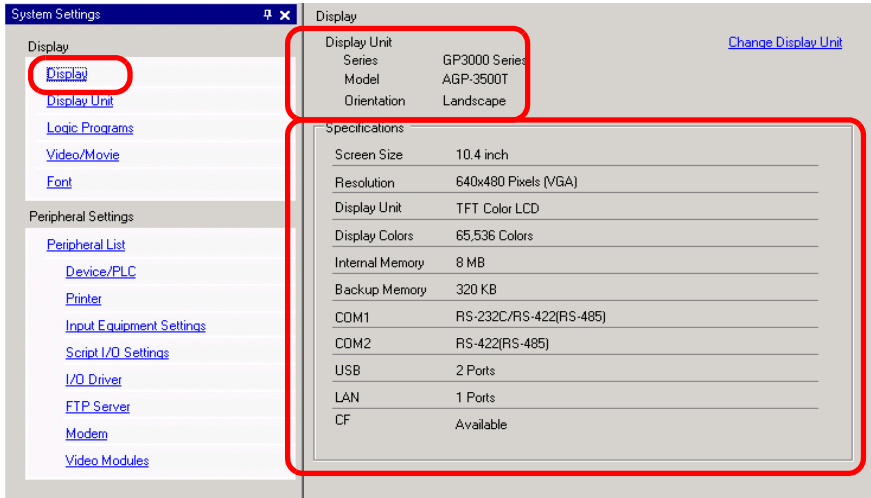 System Settings
Display
Display
Display Unit
Logic Programs
Video/Movie
Font
Peripheral Settings
Peripheral List
Device/PLC
Printer
Input Equipment Settings
Script I/O Settings
I/O Driver
FTP Server
Modem
Video Modules
Display
Display Unit
Change Display Unit
Series GP3000 Series
Model AGP-3500T
Orientation Landscape
Specifications
Screen Size 10.4 inch
Resolution 640x480 Pixels (VGA)
Display Unit TFT Color LCD
Display Colors 65,536 Colors
Internal Memory 8 MB
Backup Memory 320 KB
COM1 RS-232C/RS-422(RS-485)
COM2 RS-422(RS-485)
USB 2 Ports
LAN 1 Ports
CF Available